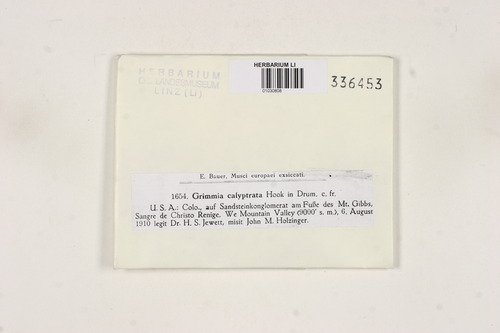 HERBARIUM
O.Ö. LANDESMUSEUM
LINZ (LI)
HERBARIUM LI
336453
E. Bauer, Musci europaei exsiccati.
1654. Grimmia calyptrata Hook in Drum. c. fr.
U. S. A.: Colo., auf Sandsteinkonglomerat am Fuße des Mt. Gibbs,
Sangre de Christo Renige. We Mountain Valley (9000' s. m.), 6. August
1910 legit Dr. H. S. Jewett, misit John M. Holzinger.